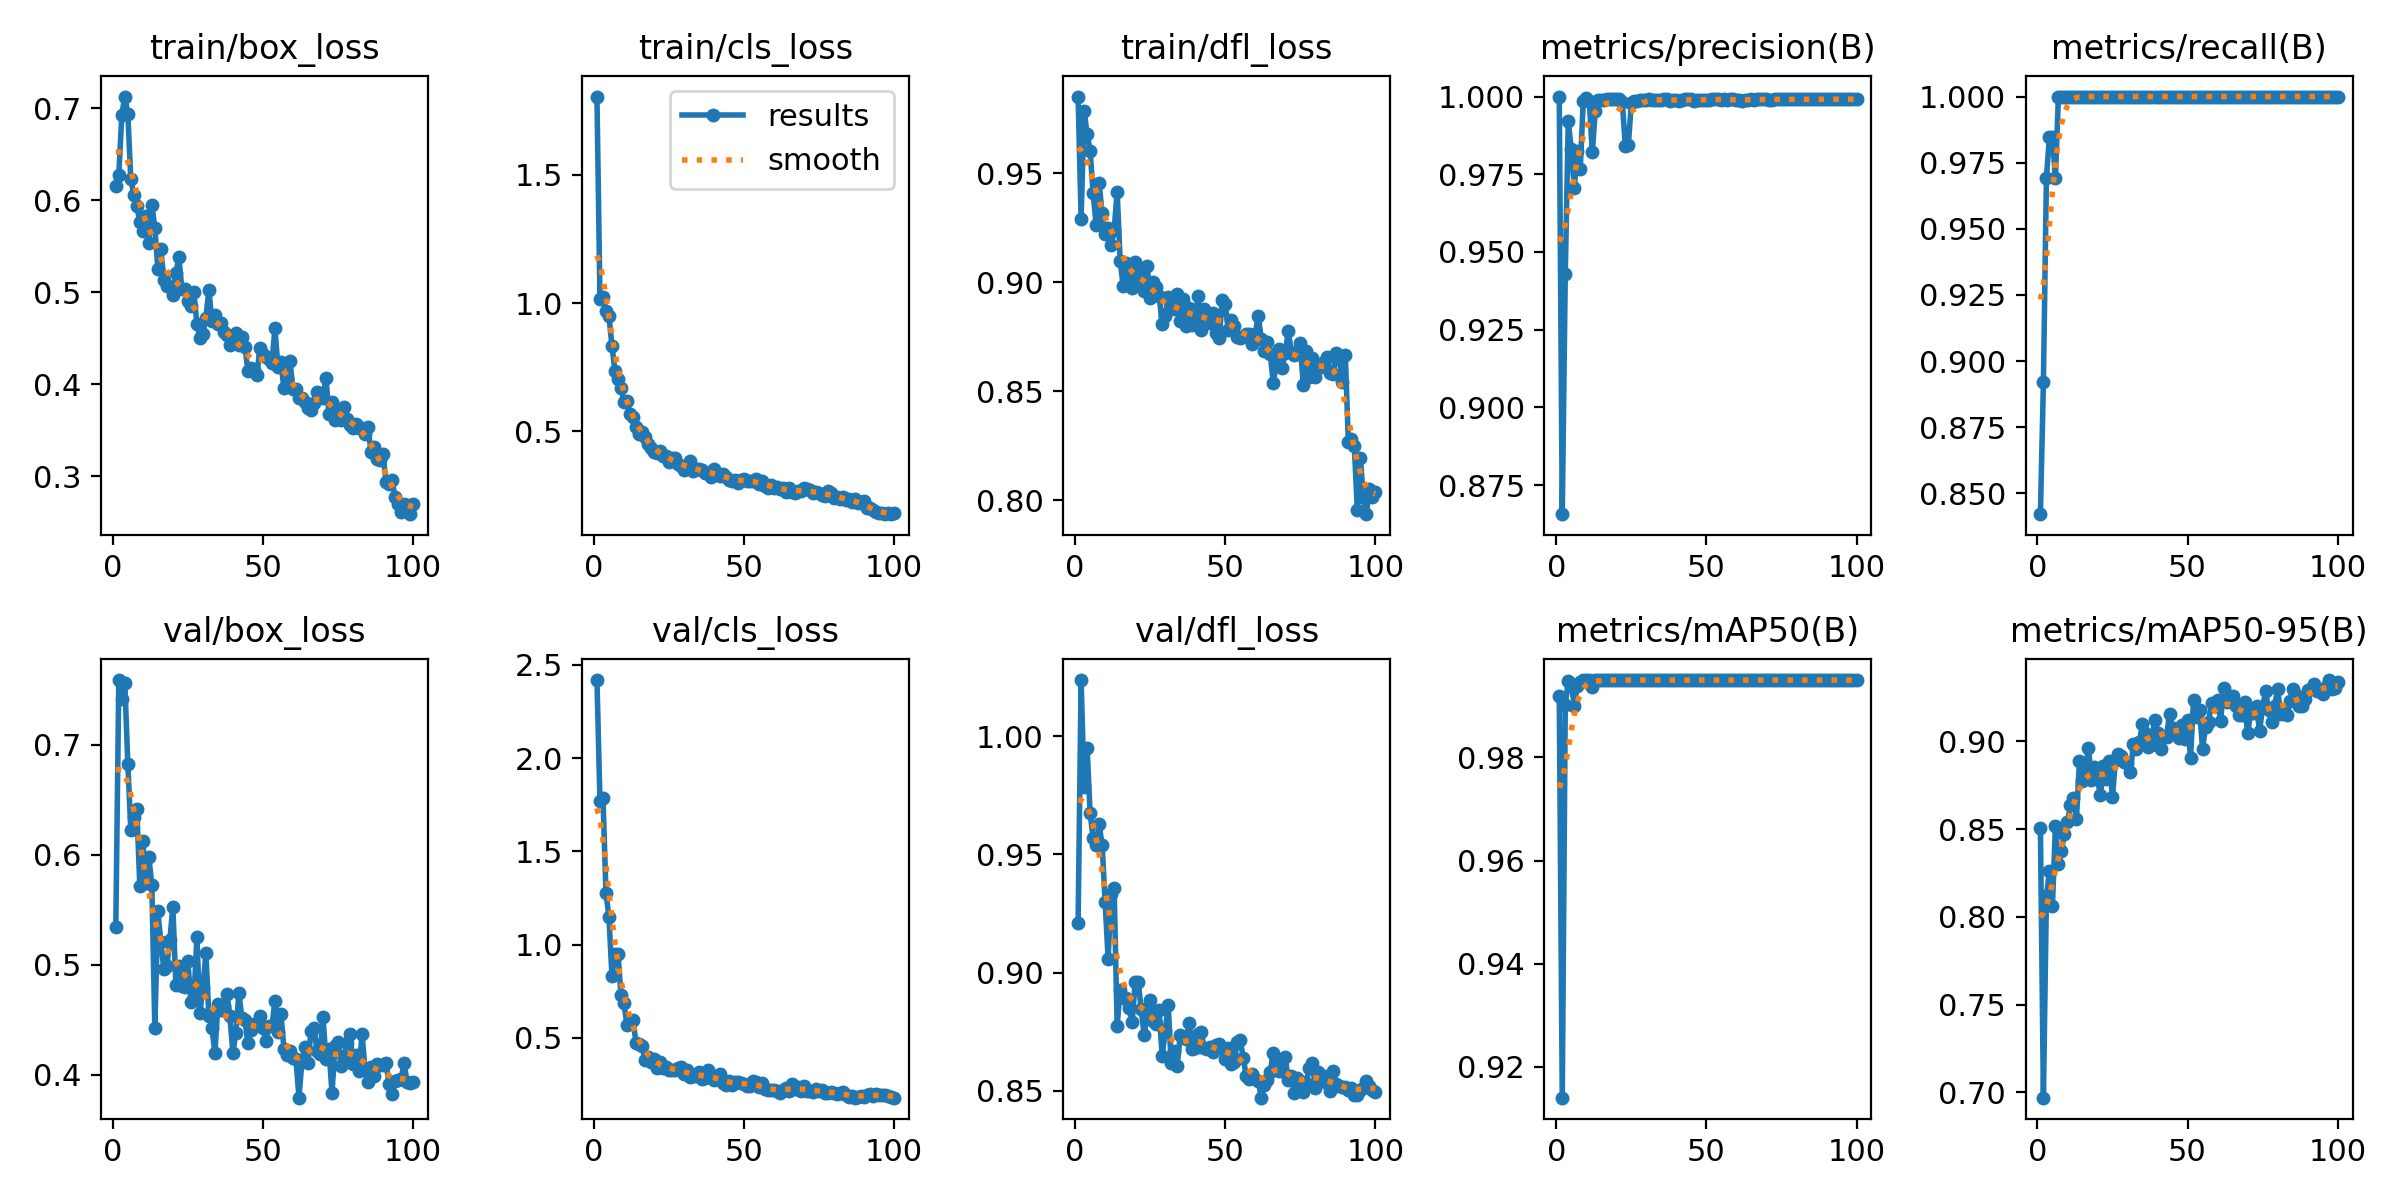 train/box_loss
0.7
0.6
0.5
0.4
0.3
0 50 100
train/cls_loss
results
smooth
1.5
1.0
0.5
0 50 100
train/dfl_loss
0.95
0.90
0.85
0.80
0 50 100
metrics/precision(B)
1.000
0.975
0.950
0.925
0.900
0.875
0 50 100
metrics/recall(B)
1.000
0.975
0.950
0.925
0.900
0.875
0.850
0 50 100
val/box_loss
0.7
0.6
0.5
0.4
0 50 100
val/cls_loss
2.5
2.0
1.5
1.0
0.5
0 50 100
val/dfl_loss
1.00
0.95
0.90
0.85
0 50 100
metrics/mAP50(B)
0.98
0.96
0.94
0.92
0 50 100
metrics/mAP50-95(B)
0.90
0.85
0.80
0.75
0.70
0 50 100